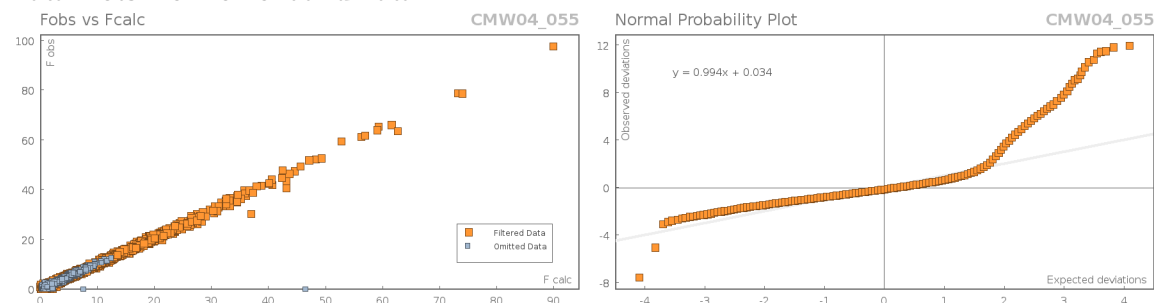 Fobs vs Fcalc
CMW04_055
F obs
100
80
60
40
20
0
Filtered Data
Omitted Data
F calc
0 10 20 30 40 50 60 70 80 90
Normal Probability Plot
CMW04_055
Observed deviations
12
8
4
0
-4
-8
y = 0.994x + 0.034
Expected deviations
-4 -3 -2 -1 0 1 2 3 4